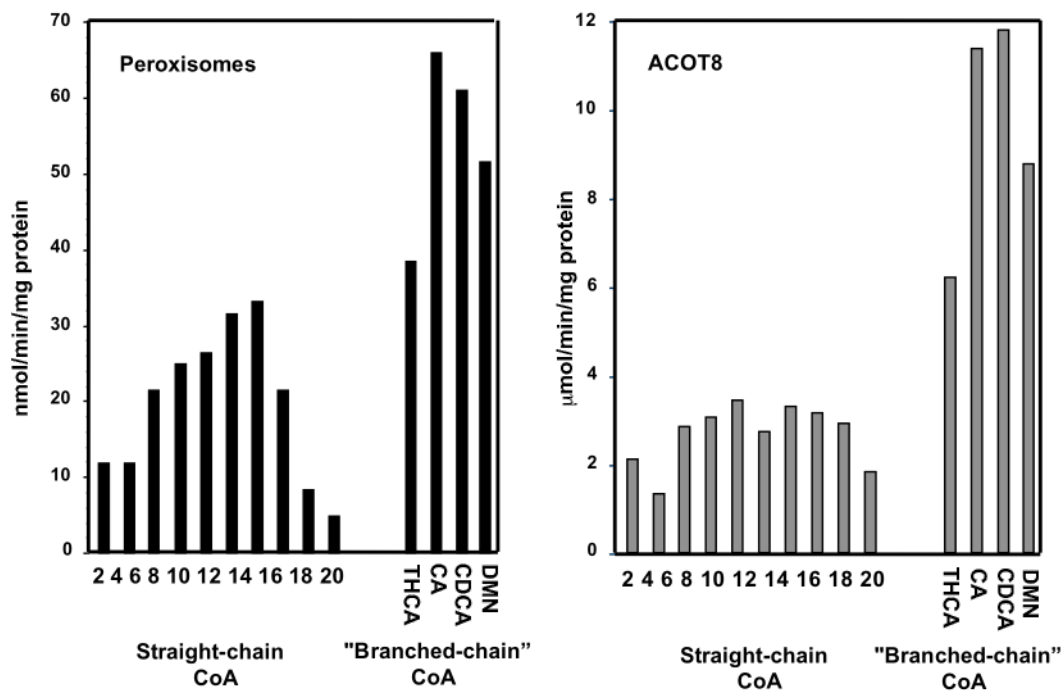 Peroxisomes
nmol/min/mg protein
70
60
50
40
30
20
10
0
2 4 6 8 10 12 14 16 18 20
THCA
CA
CDCA
DMN
Straight-chain
CoA
"Branched-chain”
CoA
ACOT8
μmol/min/mg protein
12
10
8
6
4
2
0
2 4 6 8 10 12 14 16 18 20
THCA
CA
CDCA
DMN
Straight-chain
CoA
"Branched-chain”
CoA